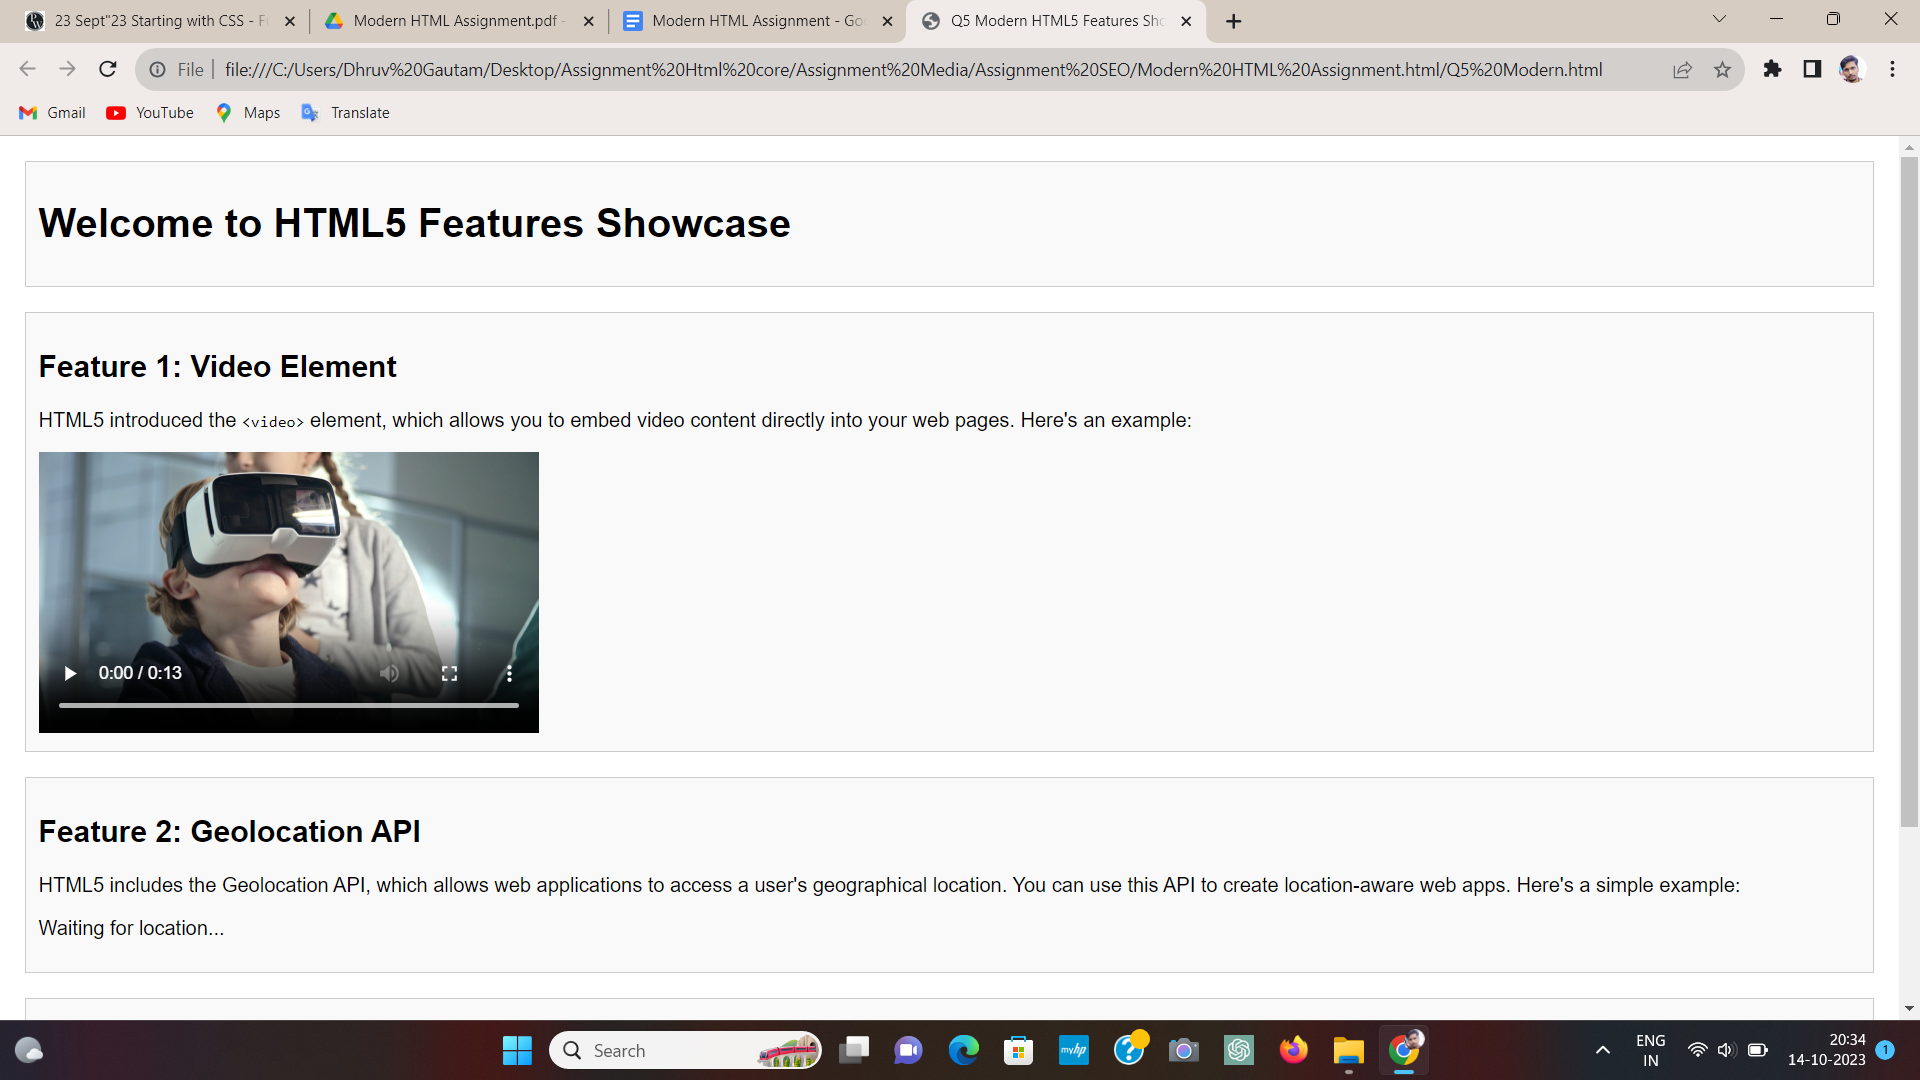 23 Sept"23 Starting with CSS - F
Modern HTML Assignment.pdf -
Modern HTML Assignment - Go
Q5 Modern HTML5 Features Sho
File
file:///C:/Users/Dhruv%20Gautam/Desktop/Assignment%20Html%20core/Assignment%20Media/Assignment%20SEO/Modern%20HTML%20Assignment.html/Q5%20Modern.html
Gmail
YouTube
Maps
Translate
Welcome to HTML5 Features Showcase
Feature 1: Video Element
HTML5 introduced the <video> element, which allows you to embed video content directly into your web pages. Here's an example:
0:00 / 0:13
Feature 2: Geolocation API
HTML5 includes the Geolocation API, which allows web applications to access a user's geographical location. You can use this API to create location-aware web apps. Here's a simple example:
Waiting for location...
Search
myhp
ENG
IN
20:34
14-10-2023
1